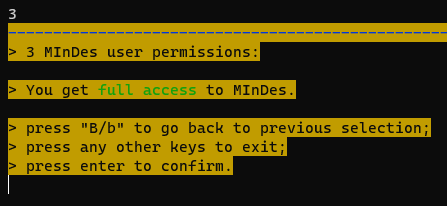 3
> 3 MInDes user permissions:
> You get full access to MInDes.
> press "B/b" to go back to previous selection;
> press any other keys to exit;
> press enter to confirm.